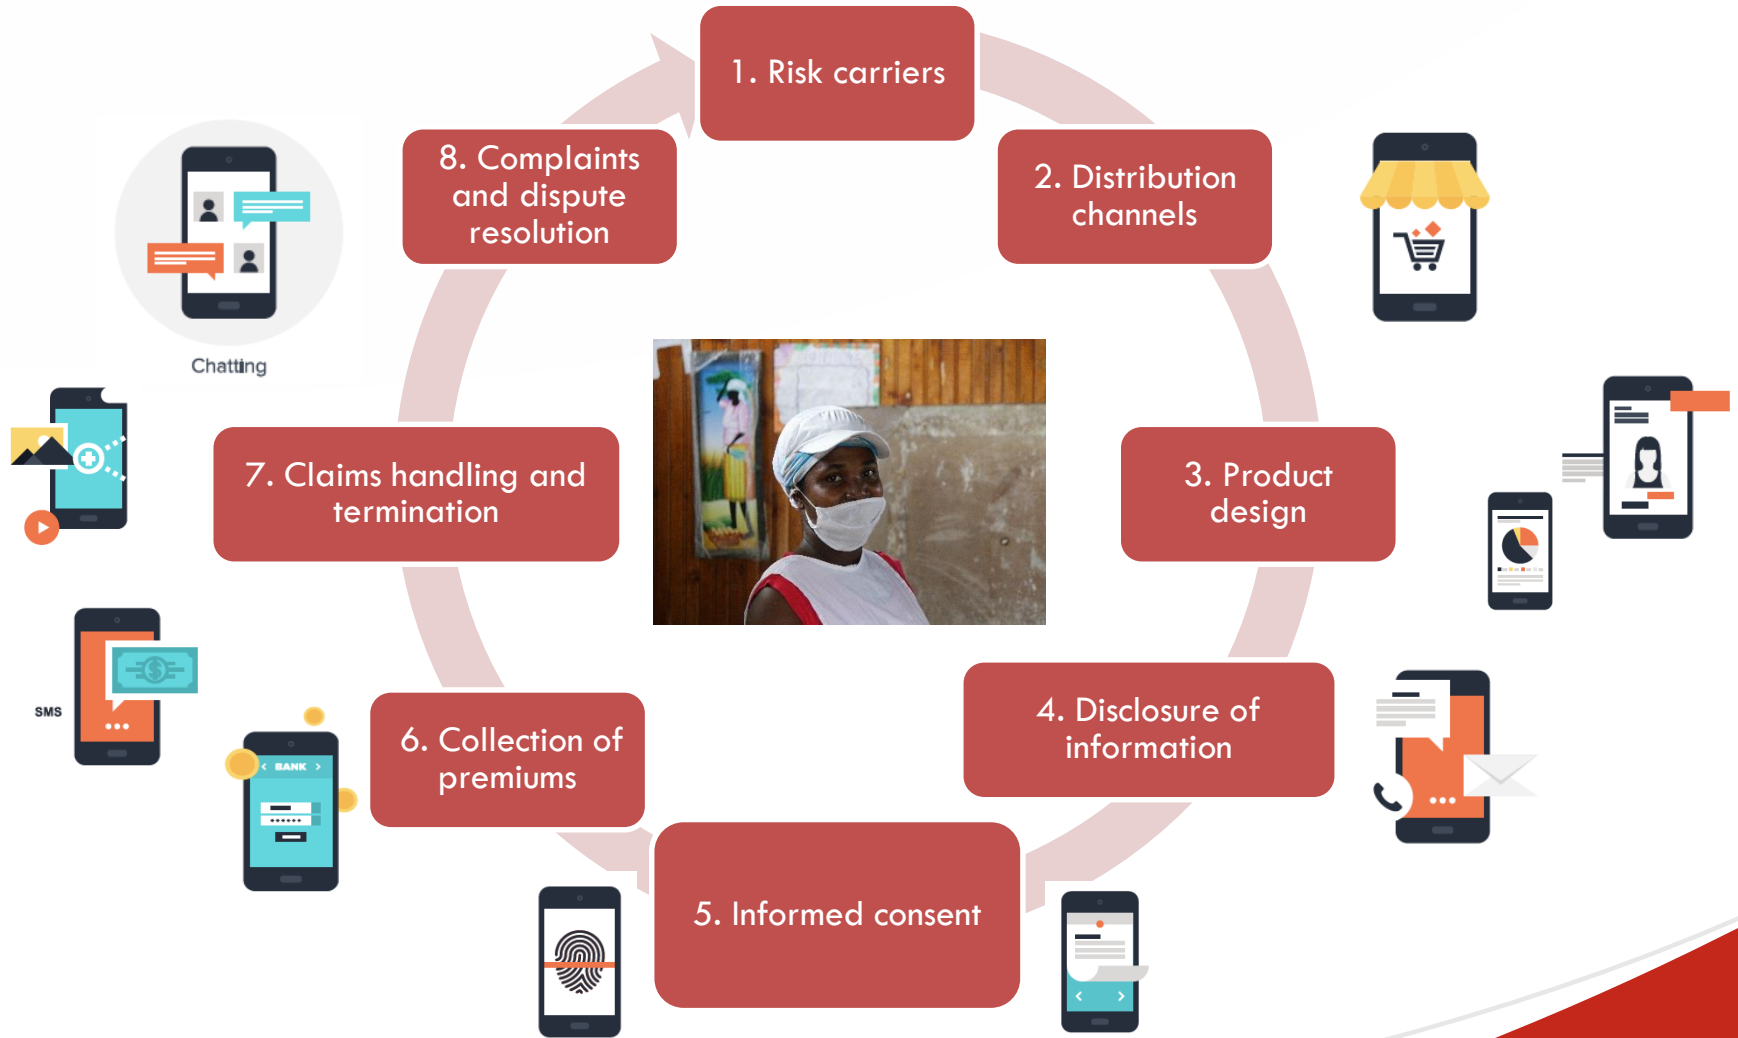 1. Risk carriers
2. Distribution
channels
3. Product
design
4. Disclosure of
information
5. Informed consent
6. Collection of
premiums
7. Claims handling and
termination
8. Complaints
and dispute
resolution
Chatting
SMS
< BANK >